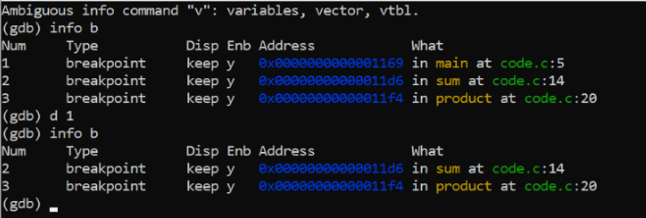 Ambiguous info command "v": variables, vector, vtbl.
(gdb) info b
Num     Type           Disp Enb Address            What
1       breakpoint     keep y   0x0000000000001169 in main at code.c:5
2       breakpoint     keep y   0x00000000000011d6 in sum at code.c:14
3       breakpoint     keep y   0x00000000000011f4 in product at code.c:20
(gdb) d 1
(gdb) info b
Num     Type           Disp Enb Address            What
2       breakpoint     keep y   0x00000000000011d6 in sum at code.c:14
3       breakpoint     keep y   0x00000000000011f4 in product at code.c:20
(gdb)